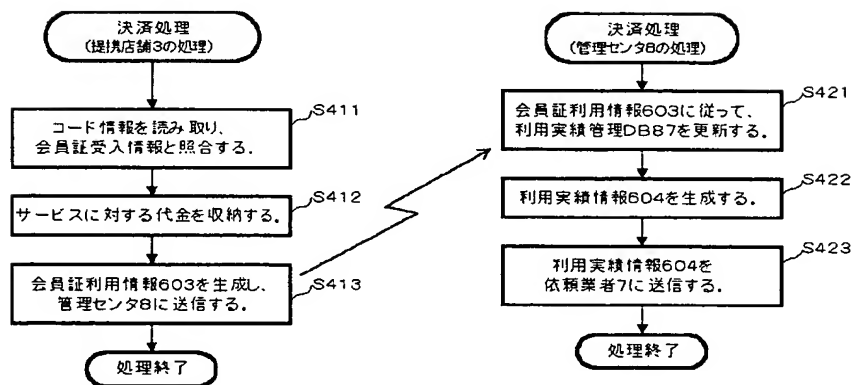 決済処理
(提携店舗3の処理)
S411
コード情報を読み取り、
会員証受入情報と照合する.
S412
サービスに対する代金を収納する.
S413
会員証利用情報603を生成し、
管理センタ8に送信する.
処理終了
決済処理
(管理センタ8の処理)
S421
会員証利用情報603に従って、
利用実績管理DB87を更新する.
S422
利用実績情報604を生成する.
S423
利用実績情報604を
依頼業者7に送信する.
処理終了